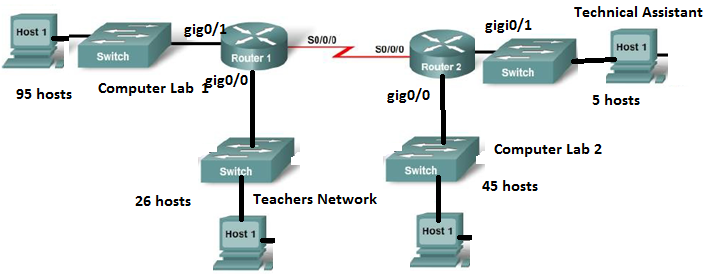 Technical Assistant
Host 1
gig0/1
S0/0/0
gigi0/1
Host 1
Switch
Router 1
S0/0/0
Router 2
Switch
95 hosts
Computer Lab 1
gig0/0
gig0/0
5 hosts
Switch
Switch
Computer Lab 2
26 hosts
Teachers Network
45 hosts
Host 1
Host 1